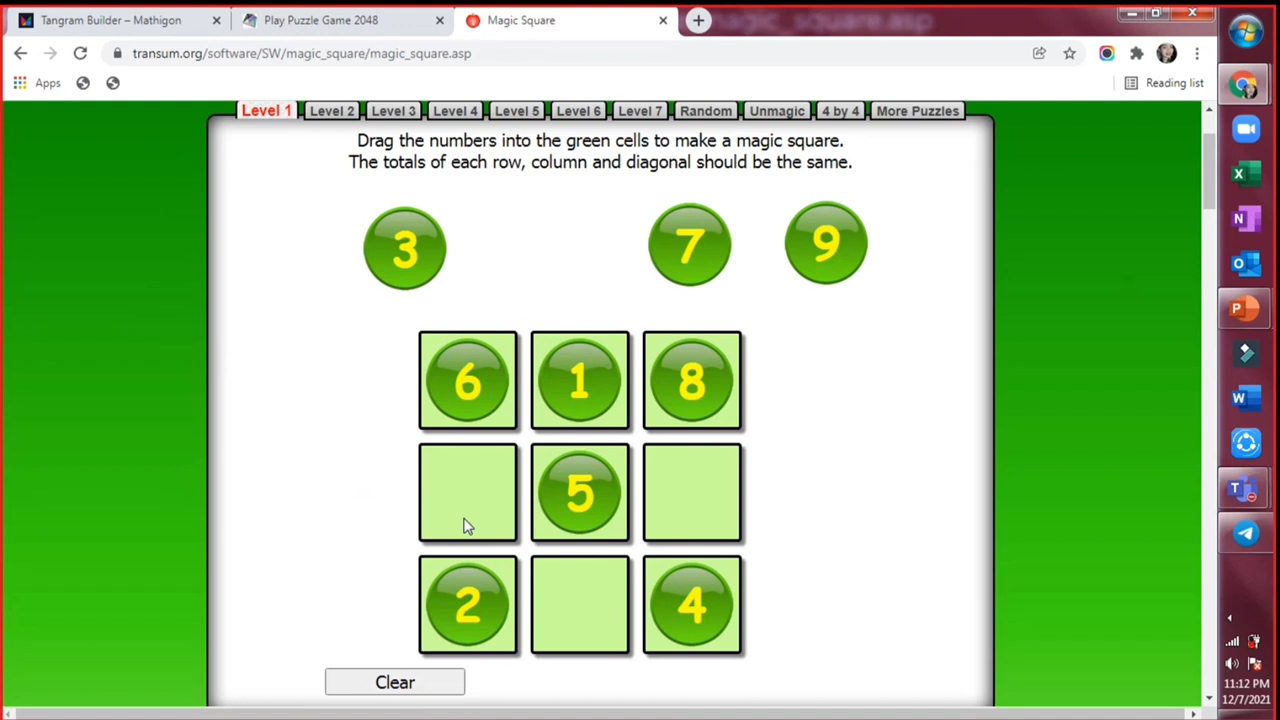 Tangram Builder – Mathigon
Play Puzzle Game 2048
Magic Square
transum.org/software/SW/magic_square/magic_square.asp
Apps
Reading list
Level 1 Level 2 Level 3 Level 4 Level 5 Level 6 Level 7 Random Unmagic 4 by 4 More Puzzles
Drag the numbers into the green cells to make a magic square.
The totals of each row, column and diagonal should be the same.
3 7 9
6 1 8
5
2 4
Clear
11:12 PM
12/7/2021